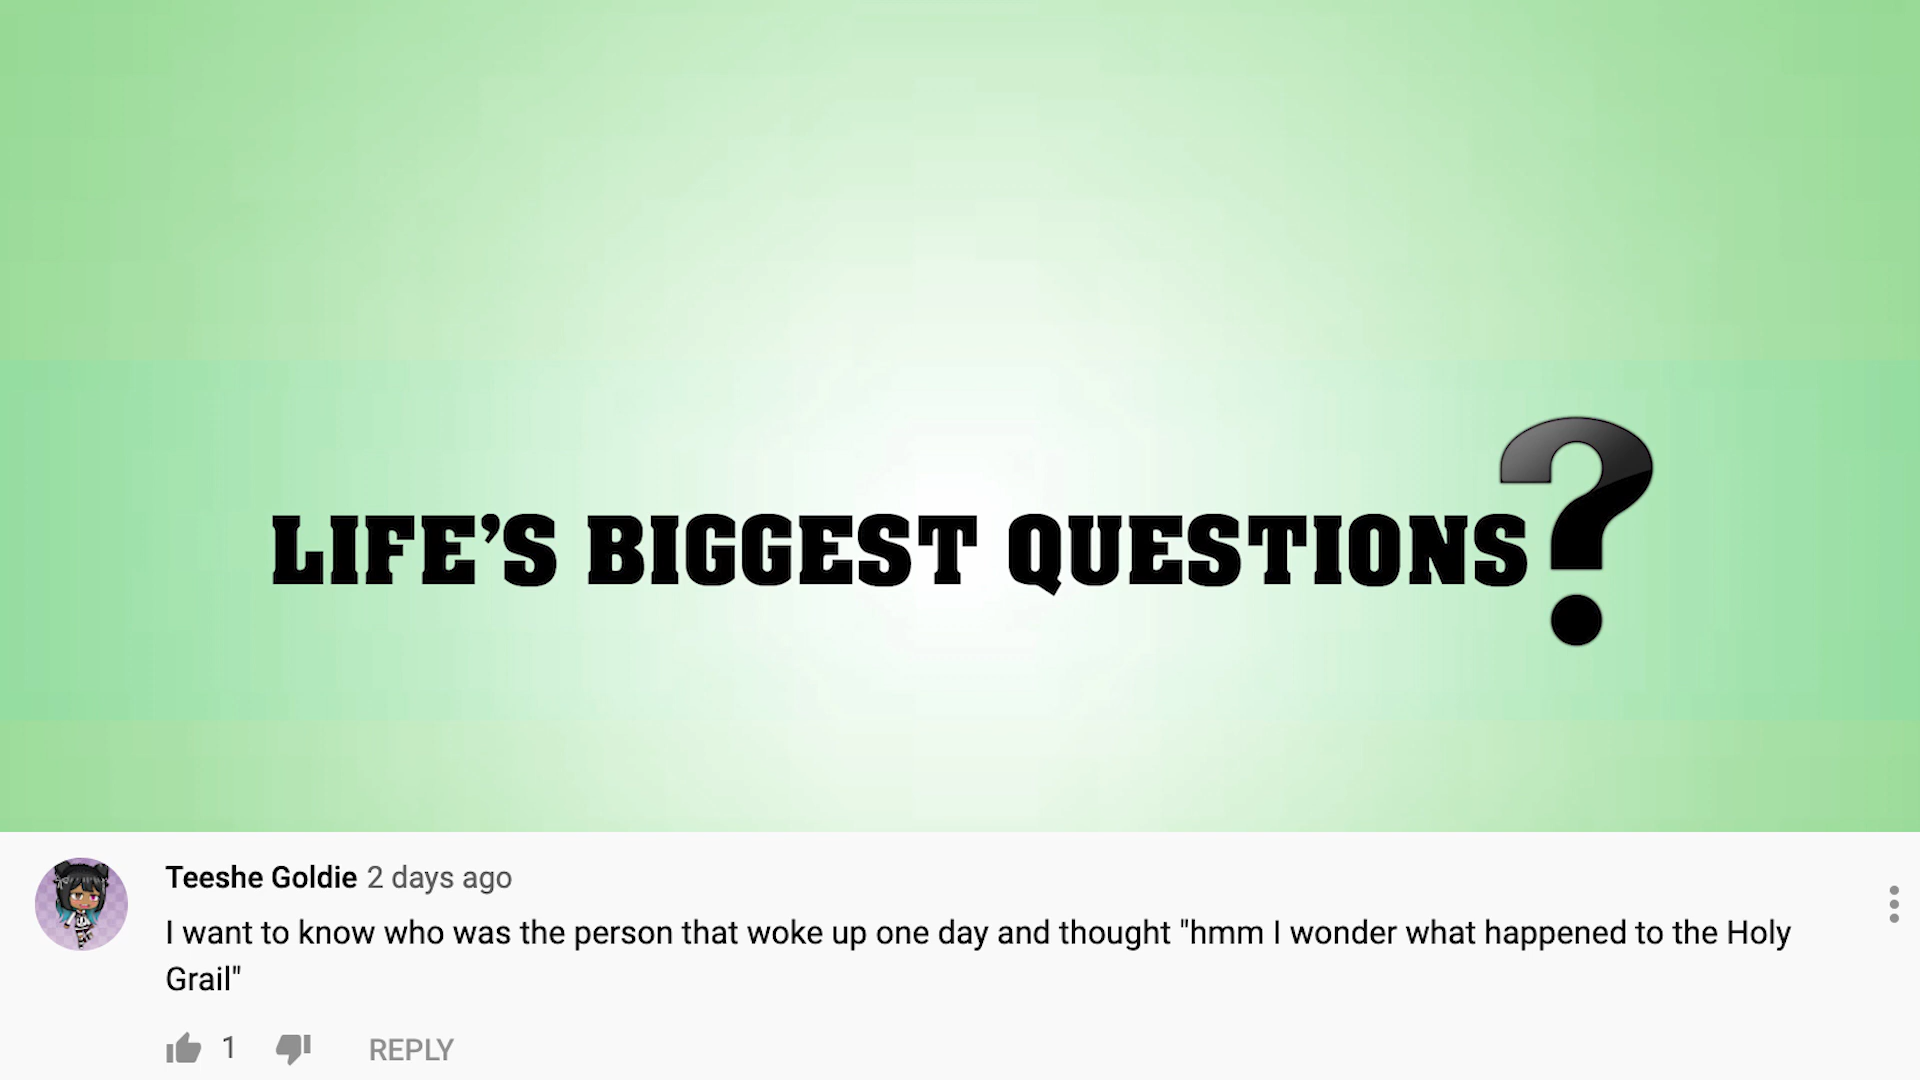 LIFE’S BIGGEST QUESTIONS?
Teeshe Goldie 2 days ago
I want to know who was the person that woke up one day and thought "hmm I wonder what happened to the Holy
Grail"
1 REPLY